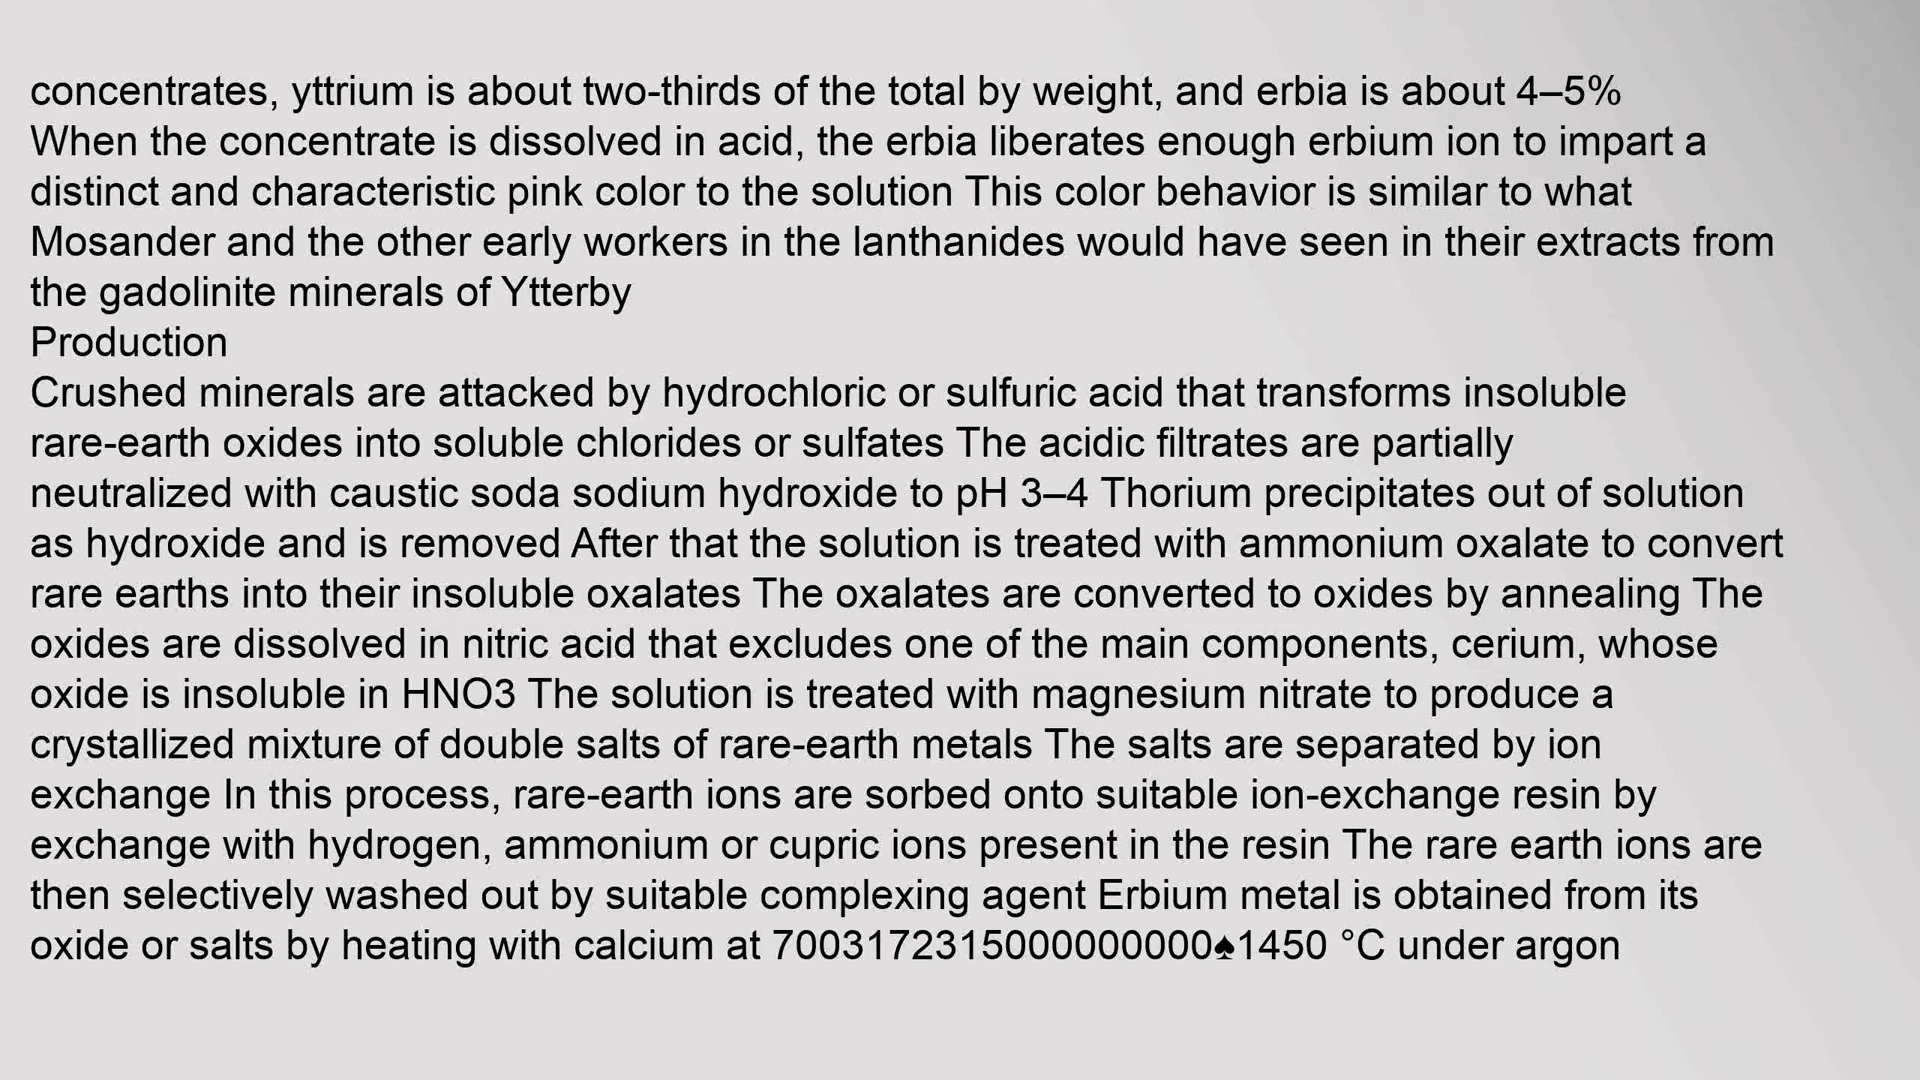 concentrates, yttrium is about two-thirds of the total by weight, and erbia is about 4–5%
When the concentrate is dissolved in acid, the erbia liberates enough erbium ion to impart a
distinct and characteristic pink color to the solution This color behavior is similar to what
Mosander and the other early workers in the lanthanides would have seen in their extracts from
the gadolinite minerals of Ytterby
Production
Crushed minerals are attacked by hydrochloric or sulfuric acid that transforms insoluble
rare-earth oxides into soluble chlorides or sulfates The acidic filtrates are partially
neutralized with caustic soda sodium hydroxide to pH 3–4 Thorium precipitates out of solution
as hydroxide and is removed After that the solution is treated with ammonium oxalate to convert
rare earths into their insoluble oxalates The oxalates are converted to oxides by annealing The
oxides are dissolved in nitric acid that excludes one of the main components, cerium, whose
oxide is insoluble in HNO3 The solution is treated with magnesium nitrate to produce a
crystallized mixture of double salts of rare-earth metals The salts are separated by ion
exchange In this process, rare-earth ions are sorbed onto suitable ion-exchange resin by
exchange with hydrogen, ammonium or cupric ions present in the resin The rare earth ions are
then selectively washed out by suitable complexing agent Erbium metal is obtained from its
oxide or salts by heating with calcium at 7003172315000000000♠1450 °C under argon